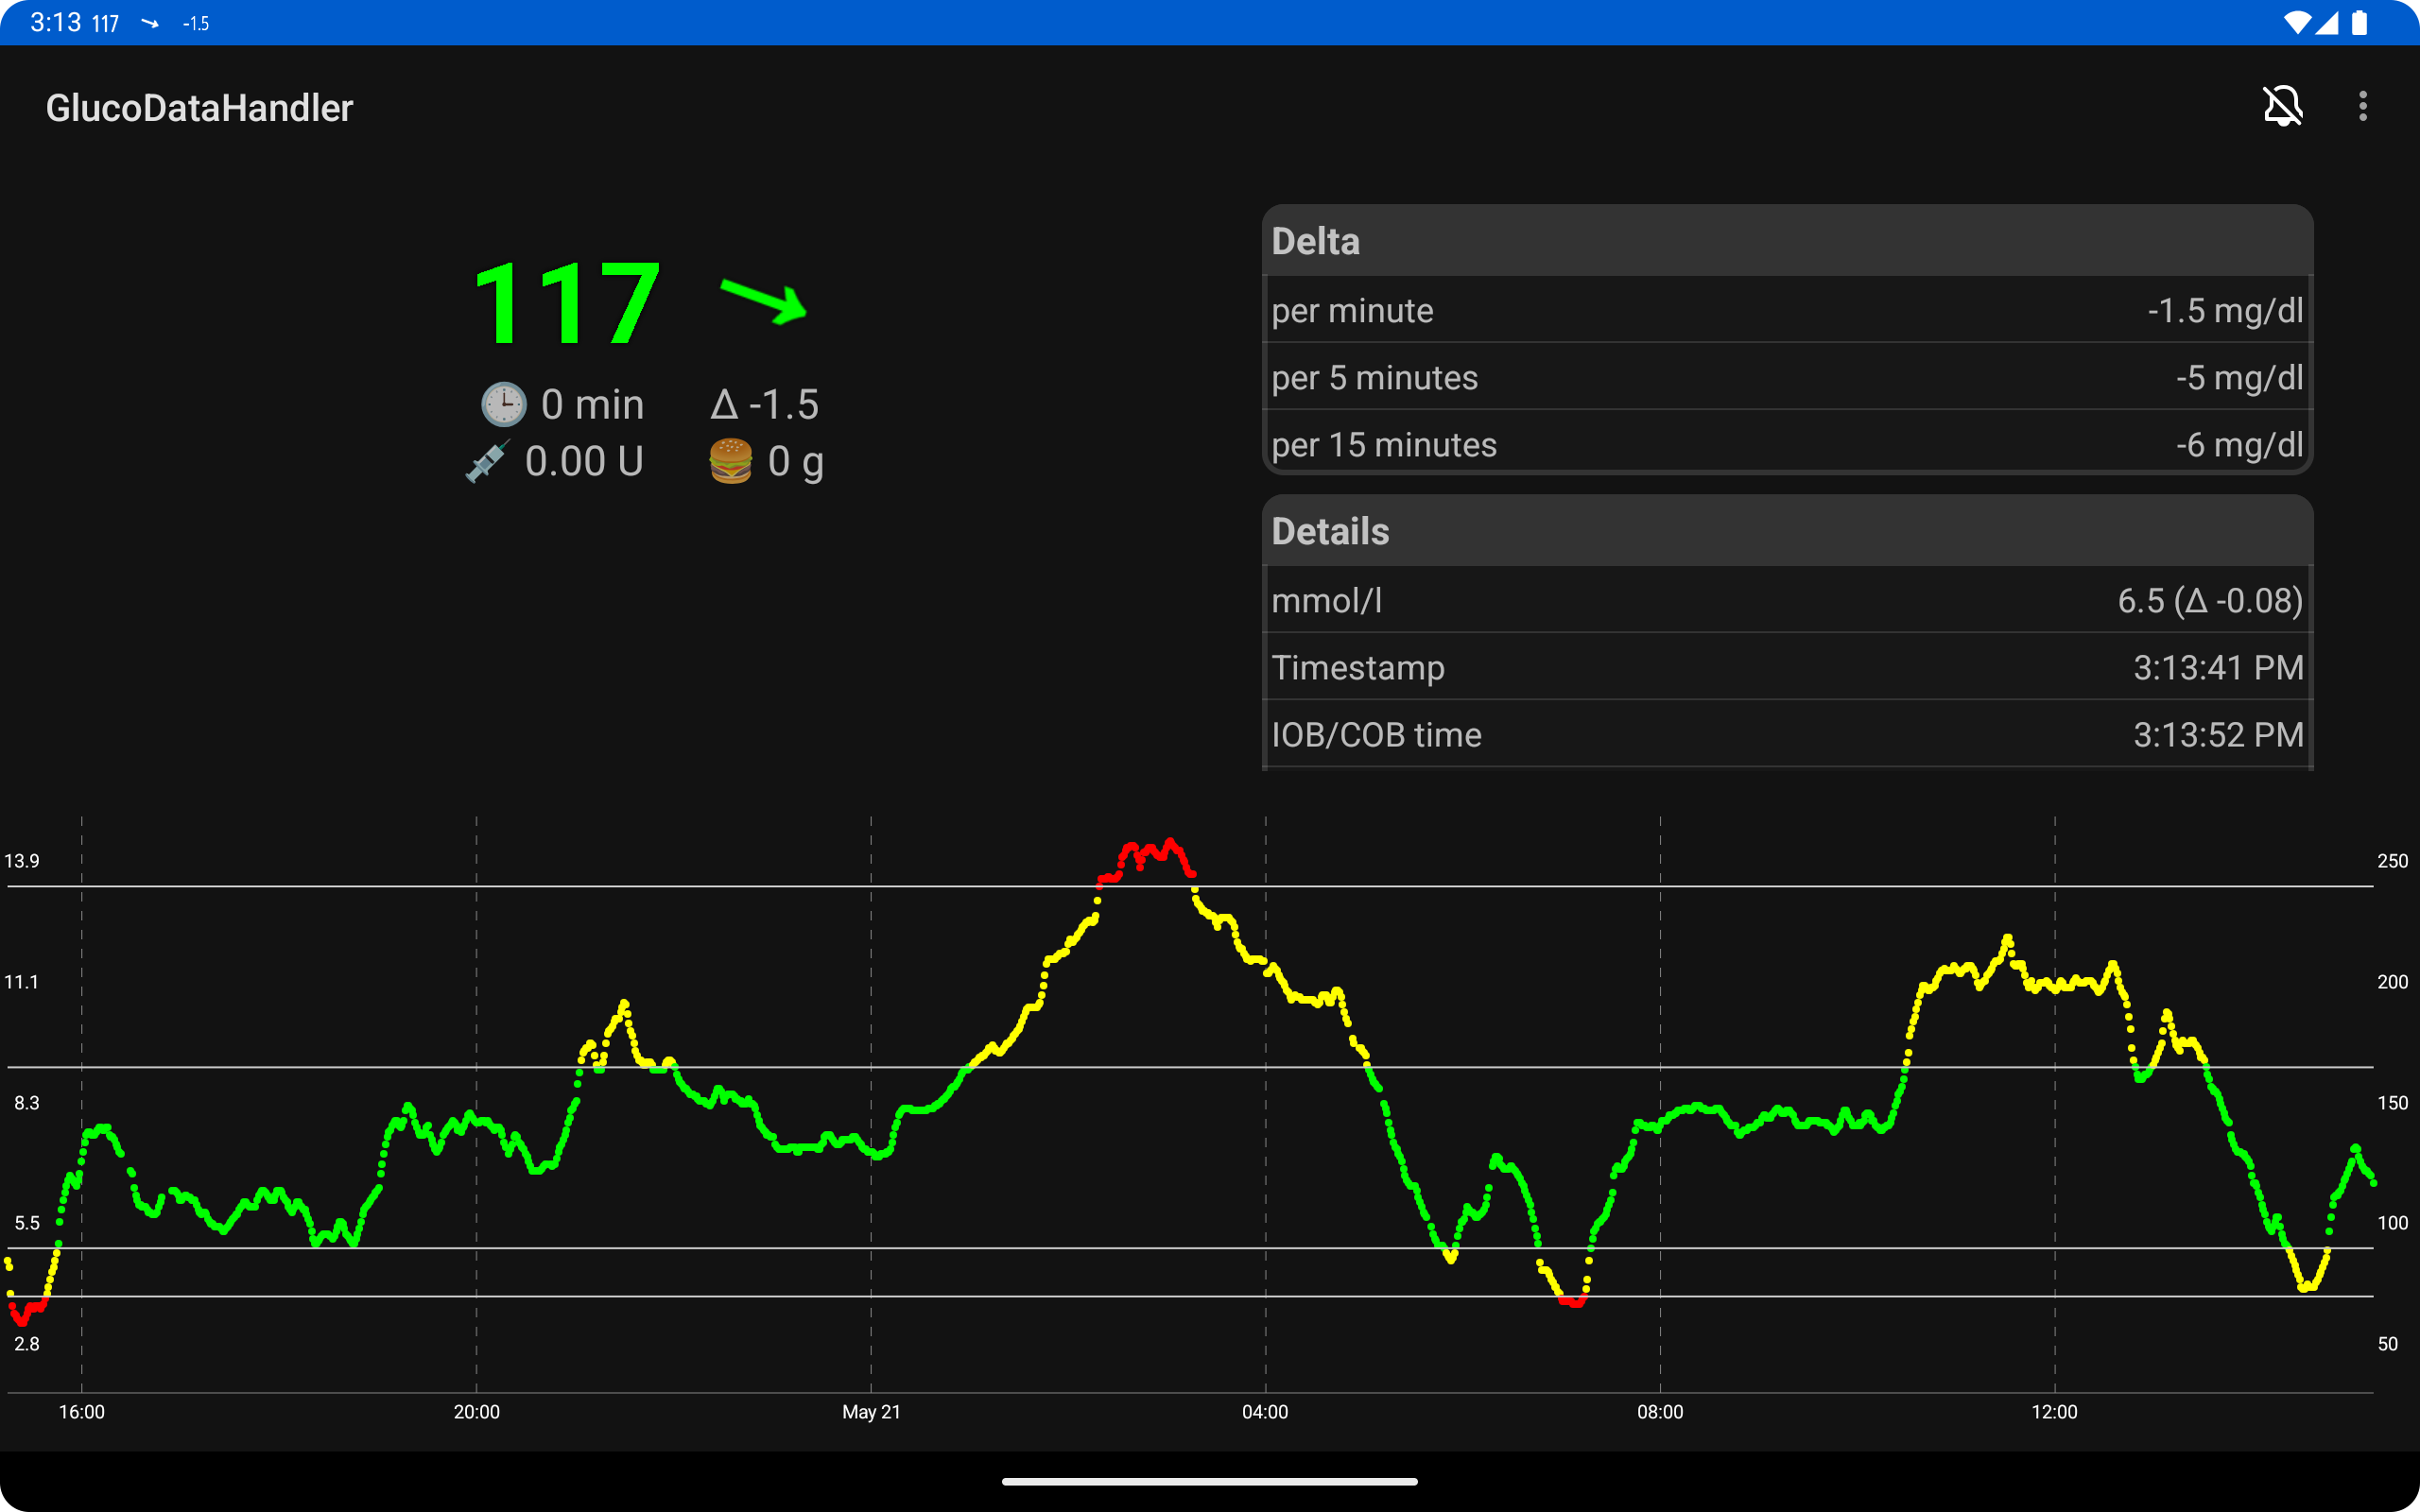 3:13 117 -1.5
GlucoDataHandler
117
0 min Δ -1.5
0.00 U 0 g
Delta
per minute -1.5 mg/dl
per 5 minutes -5 mg/dl
per 15 minutes -6 mg/dl
Details
mmol/l 6.5 (Δ -0.08)
Timestamp 3:13:41 PM
IOB/COB time 3:13:52 PM
13.9 250
11.1 200
8.3 150
5.5 100
2.8 50
16:00 20:00 May 21 04:00 08:00 12:00